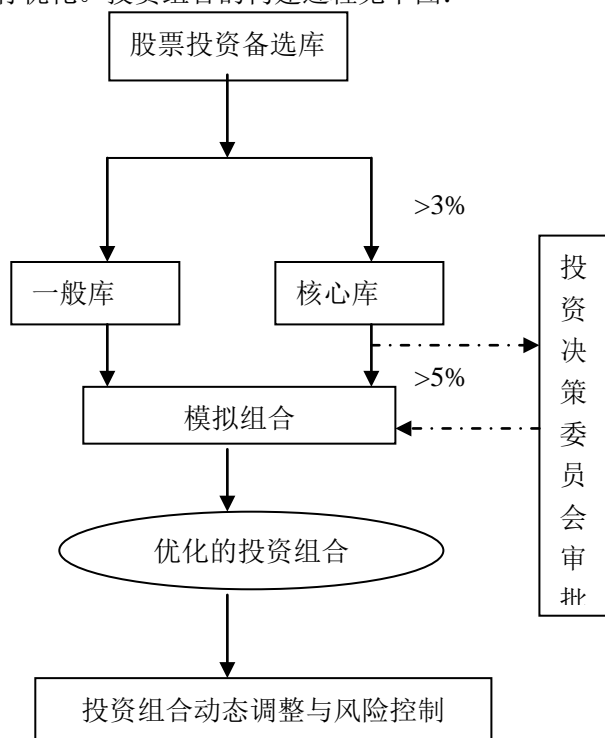 优化。投资组合的构建过程见下图：
股票投资备选库
>3%
一般库
核心库
投资决策委员会审批
>5%
模拟组合
优化的投资组合
投资组合动态调整与风险控制